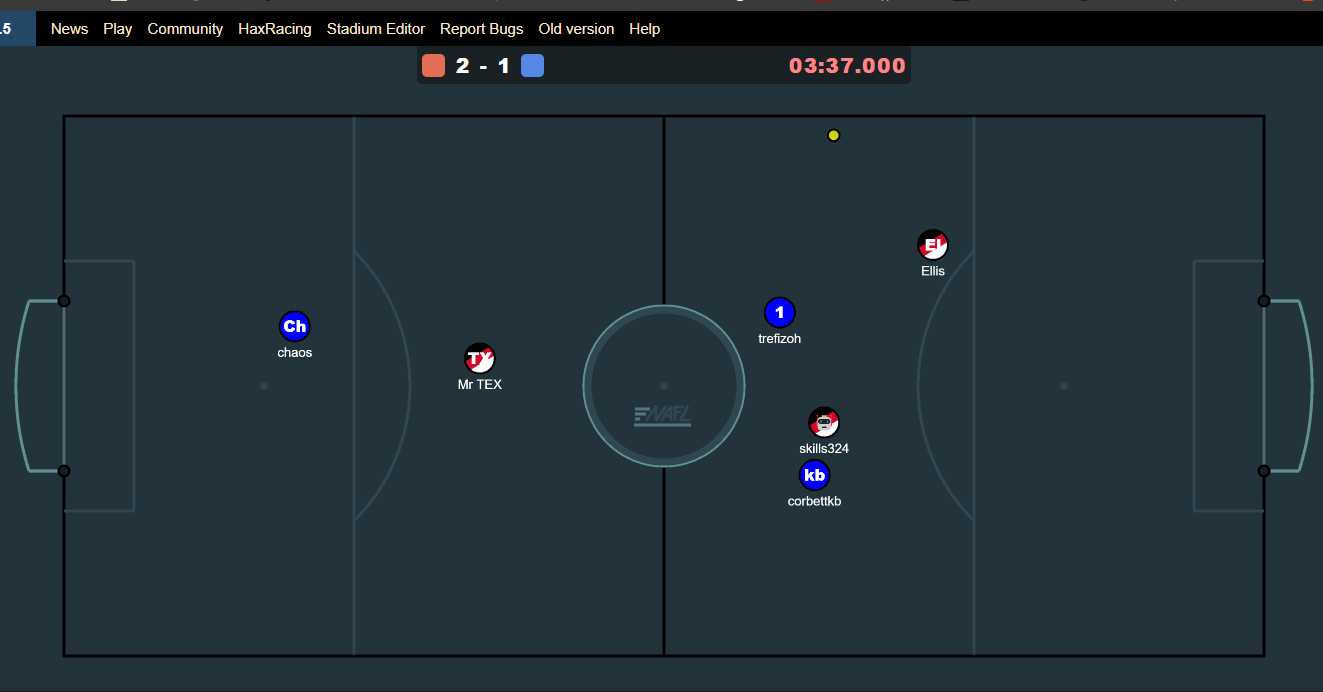 .5 News Play Community HaxRacing Stadium Editor Report Bugs Old version Help
2 - 1 03:37.000
El
Ellis
1
trefizoh
Ch
chaos
TX
Mr TEX
NAFL
skills324
kb
corbettkb